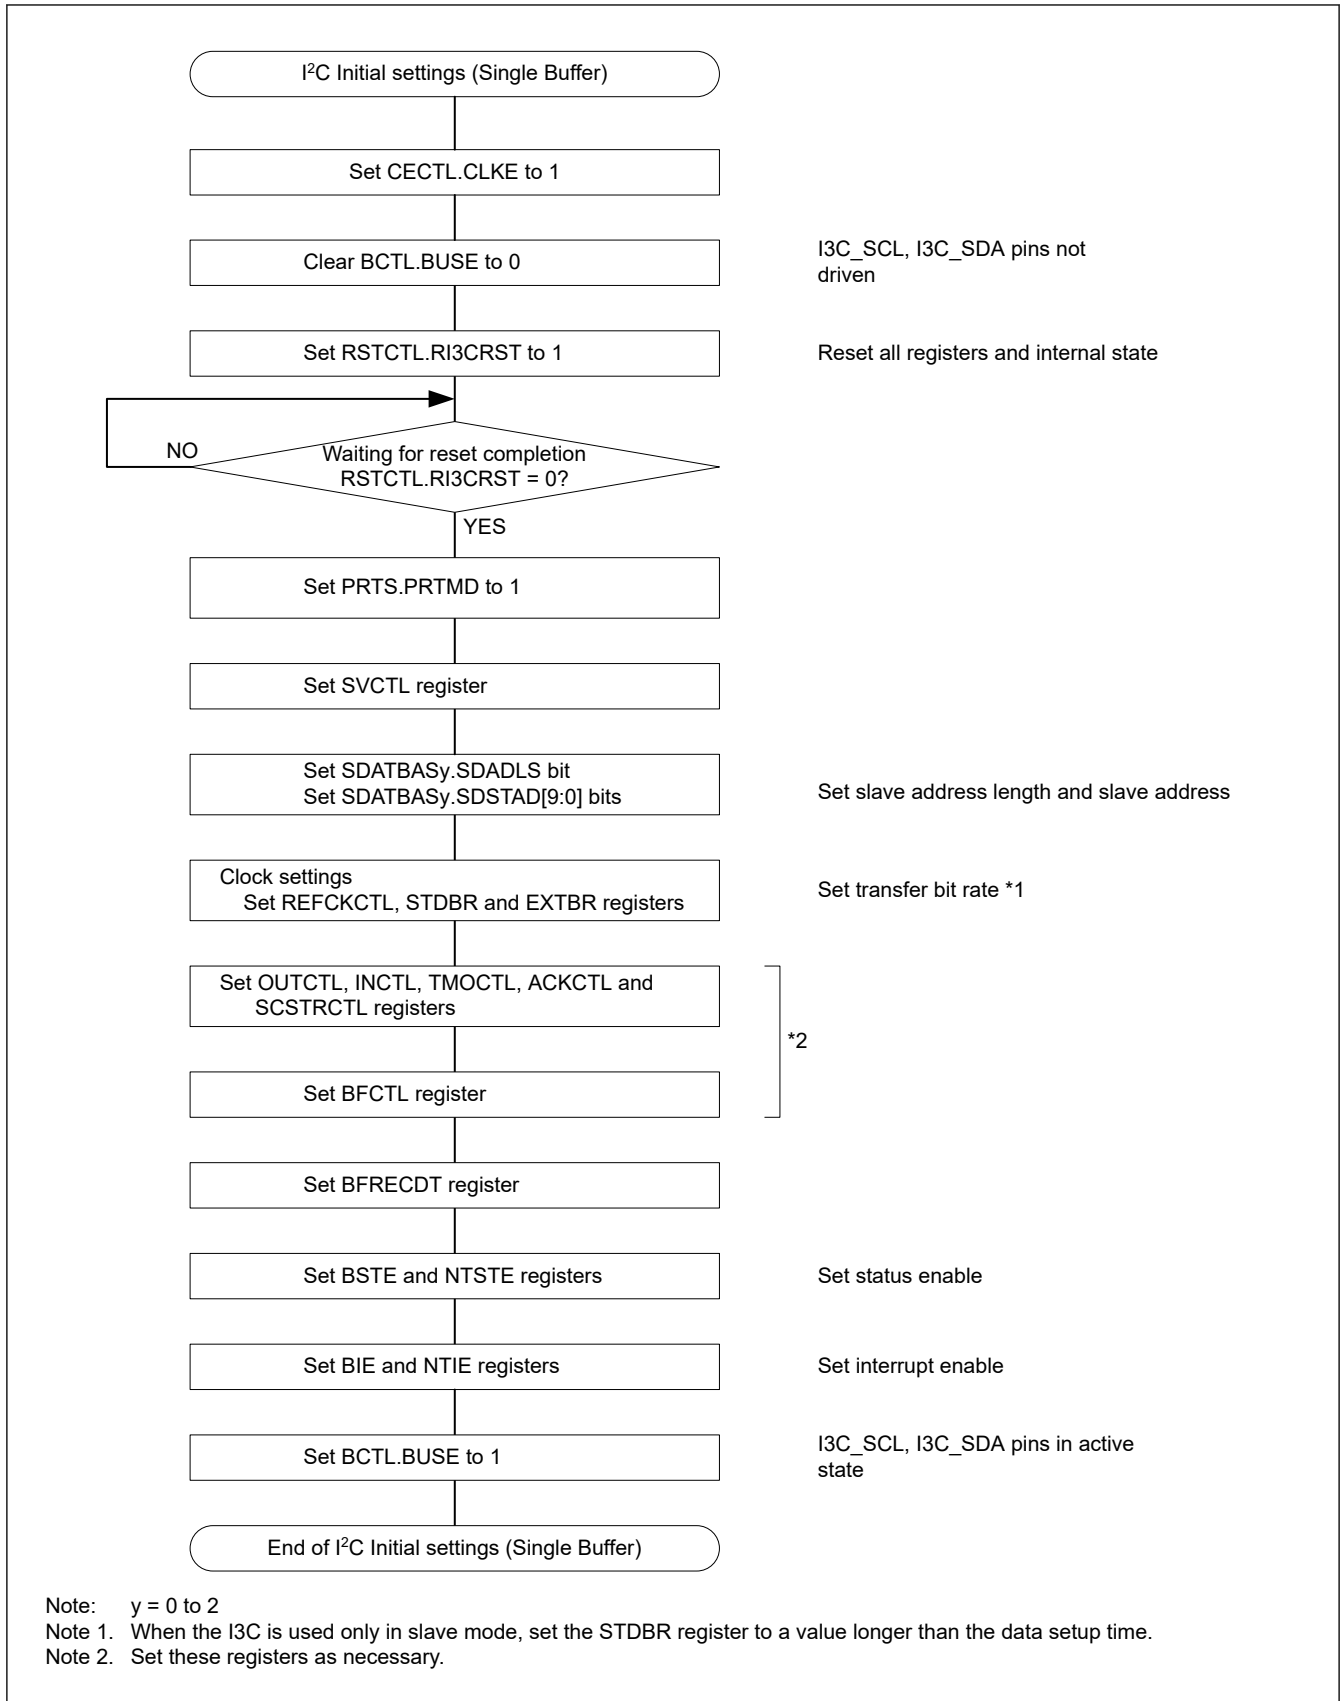 I²C Initial settings (Single Buffer)
Set CECTL.CLKE to 1
Clear BCTL.BUSE to 0
I3C_SCL, I3C_SDA pins not
driven
Set RSTCTL.RI3CRST to 1
Reset all registers and internal state
NO
Waiting for reset completion
RSTCTL.RI3CRST = 0?
YES
Set PRTS.PRTMD to 1
Set SVCTL register
Set SDATBASy.SDADLS bit
Set SDATBASy.SDSTAD[9:0] bits
Set slave address length and slave address
Clock settings
Set REFCKCTL, STDBR and EXTBR registers
Set transfer bit rate *1
Set OUTCTL, INCTL, TMOCTL, ACKCTL and
SCSTRCTL registers
*2
Set BFCTL register
Set BFRECDT register
Set BSTE and NTSTE registers
Set status enable
Set BIE and NTIE registers
Set interrupt enable
Set BCTL.BUSE to 1
I3C_SCL, I3C_SDA pins in active
state
End of I²C Initial settings (Single Buffer)
Note: y = 0 to 2
Note 1. When the I3C is used only in slave mode, set the STDBR register to a value longer than the data setup time.
Note 2. Set these registers as necessary.